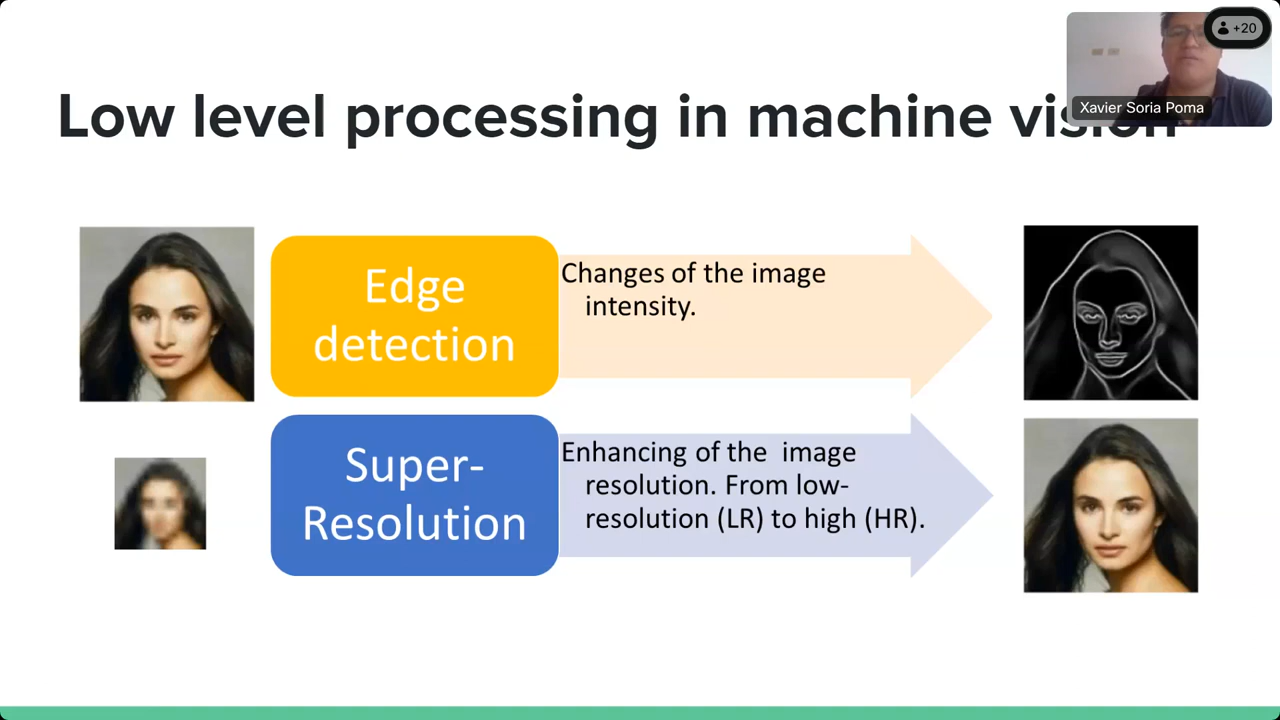 +20
Xavier Soria Poma
Low level processing in machine vision
Edge
detection
Changes of the image
intensity.
Super-
Resolution
Enhancing of the  image
resolution. From low-
resolution (LR) to high (HR).